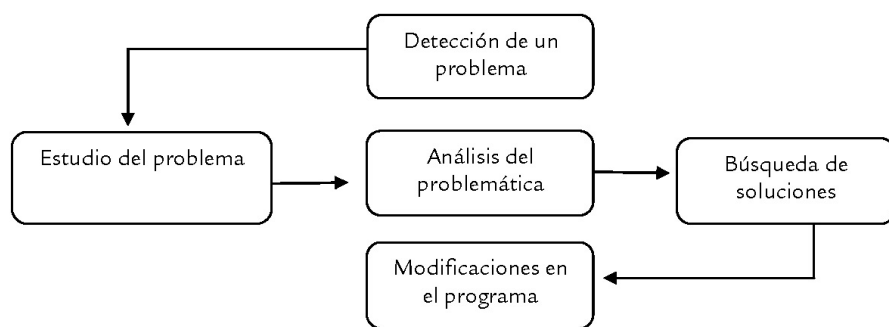 Detección de un
problema
Estudio del problema
Análisis del
problemática
Búsqueda de
soluciones
Modificaciones en
el programa